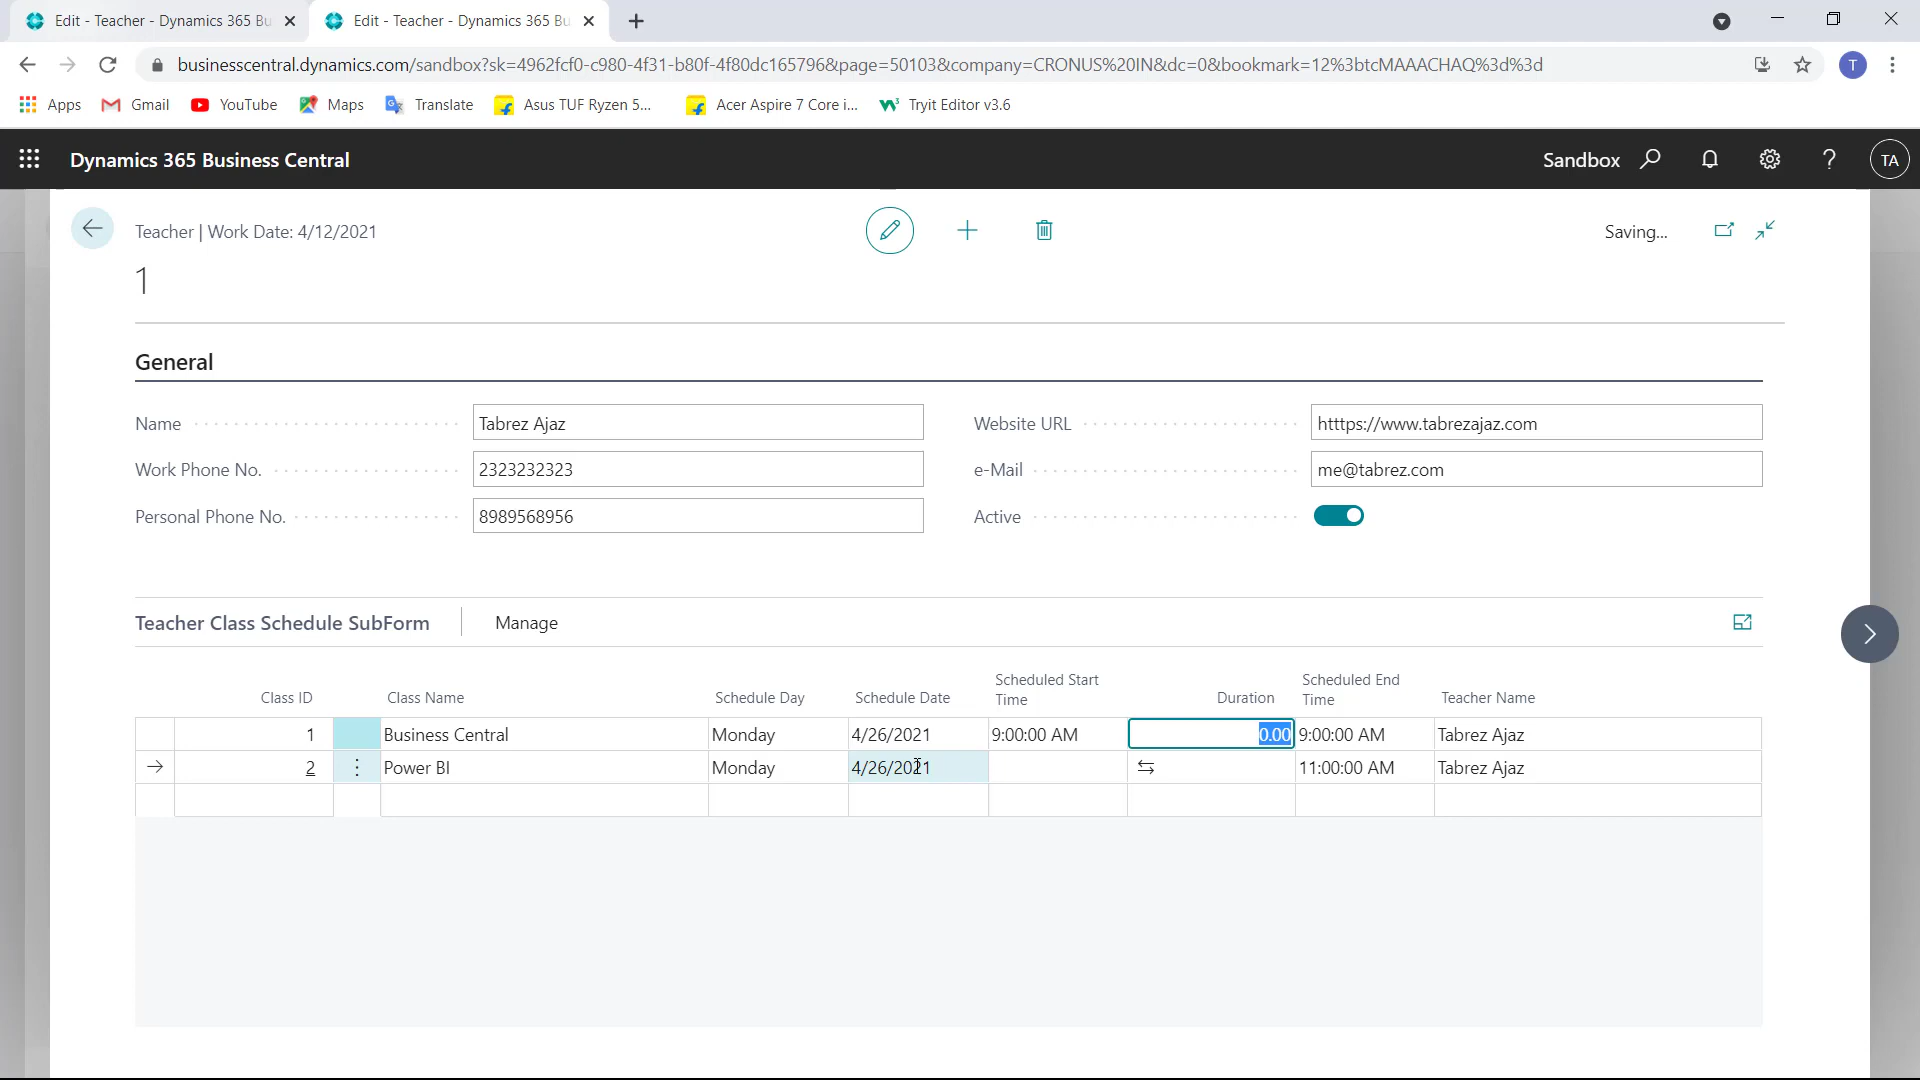 Edit - Teacher - Dynamics 365 Bu
Edit - Teacher - Dynamics 365 Bu
businesscentral.dynamics.com/sandbox?sk=4962fcf0-c980-4f31-b80f-4f80dc165796&page=50103&company=CRONUS%20IN&dc=0&bookmark=12%3btcMAAACHAQ%3d%3d
T
Apps
Gmail
YouTube
Maps
Translate
Asus TUF Ryzen 5...
Acer Aspire 7 Core i...
Tryit Editor v3.6
Dynamics 365 Business Central
Sandbox
?
TA
Teacher | Work Date: 4/12/2021
Saving...
1
General
Name
Tabrez Ajaz
Website URL
htttps://www.tabrezajaz.com
Work Phone No.
2323232323
e-Mail
me@tabrez.com
Personal Phone No.
8989568956
Active
Teacher Class Schedule SubForm
Manage
Class ID
Class Name
Schedule Day
Schedule Date
Scheduled Start
Time
Duration
Scheduled End
Time
Teacher Name
1
Business Central
Monday
4/26/2021
9:00:00 AM
0.00
9:00:00 AM
Tabrez Ajaz
2
Power BI
Monday
4/26/2021
11:00:00 AM
Tabrez Ajaz